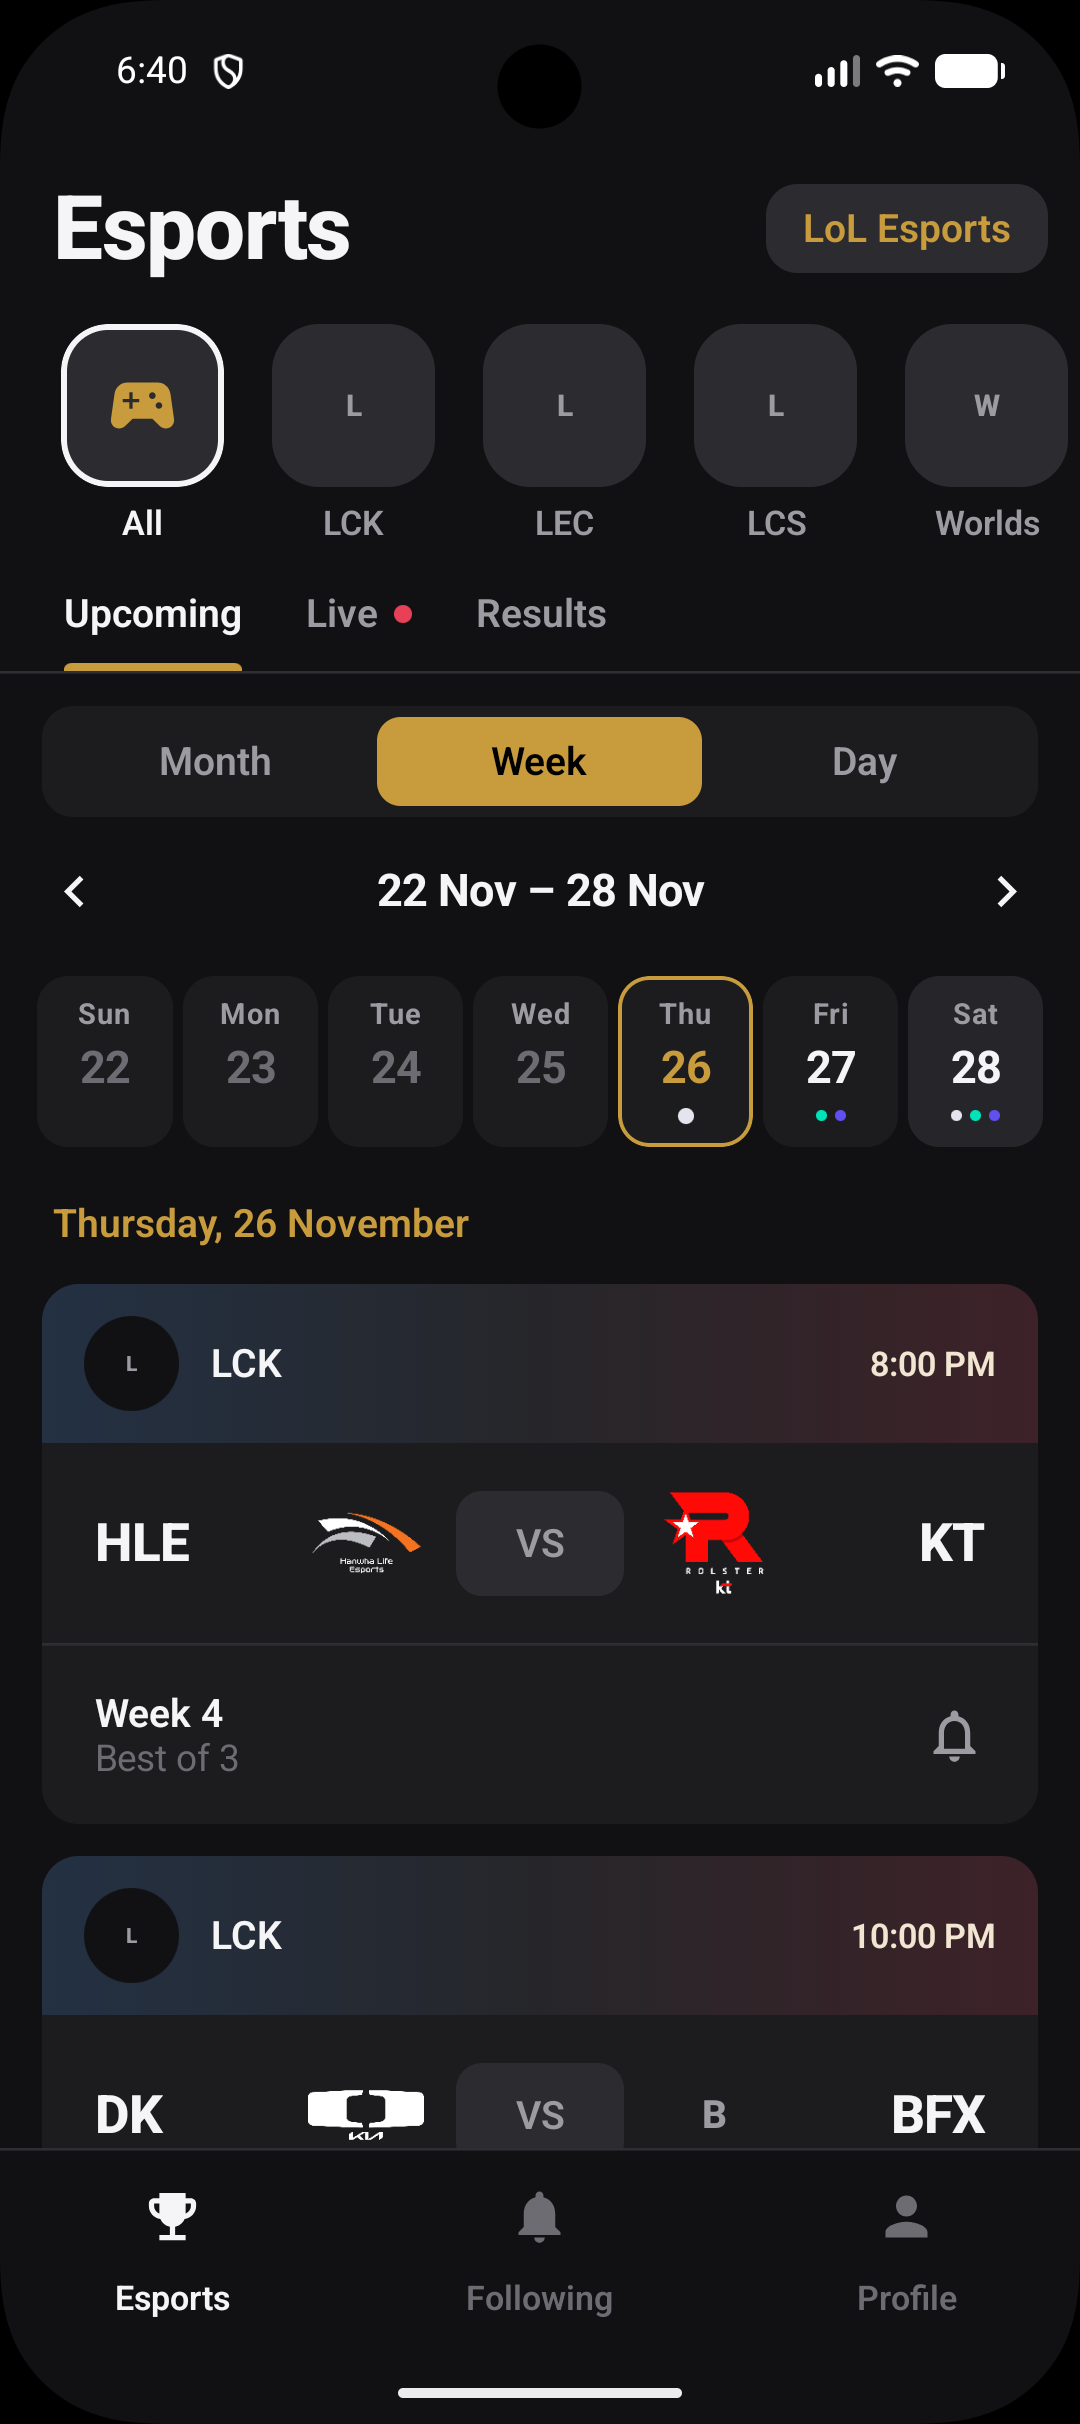 6:40
Esports
LoL Esports
L
L
L
W
All
LCK
LEC
LCS
Worlds
Upcoming
Live
Results
Month
Week
Day
22 Nov – 28 Nov
Sun
Mon
Tue
Wed
Thu
Fri
Sat
22
23
24
25
26
27
28
Thursday, 26 November
L
LCK
8:00 PM
HLE
Hanwha Life
Esports
VS
R
ROLSTER
kt
KT
Week 4
Best of 3
L
LCK
10:00 PM
DK
KIA
VS
B
BFX
Esports
Following
Profile